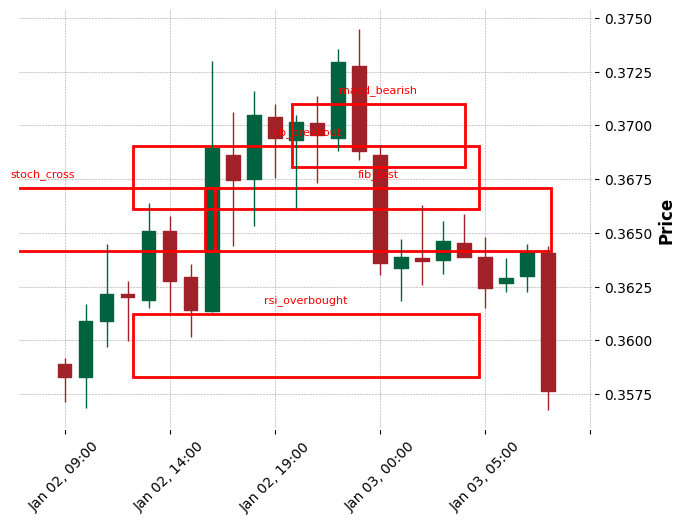 0.3750
0.3725
macd_bearish
0.3700
0.3675
stoch_cross
0.3650
Price
0.3625
rsi_overbought
0.3600
0.3575
Jan 02, 09:00
Jan 02, 14:00
Jan 02, 19:00
Jan 03, 00:00
Jan 03, 05:00